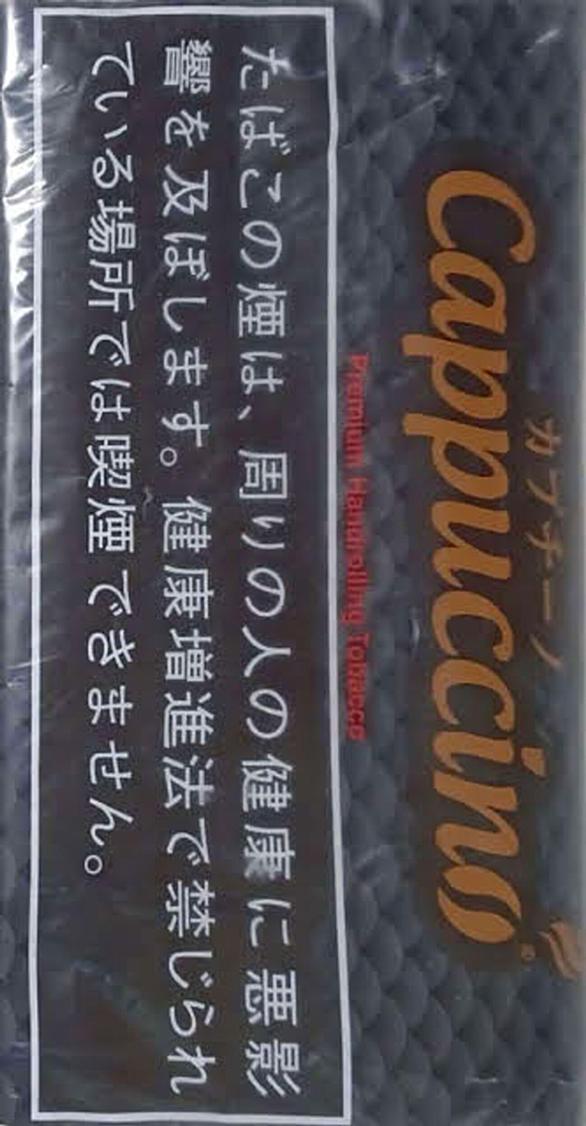 カプチーノ
Cappuccino
Premium Handrolling Tobacco
たばこの煙は、周りの人の健康に悪影
響を及ぼします。健康増進法で禁じられ
ている場所では喫煙できません。